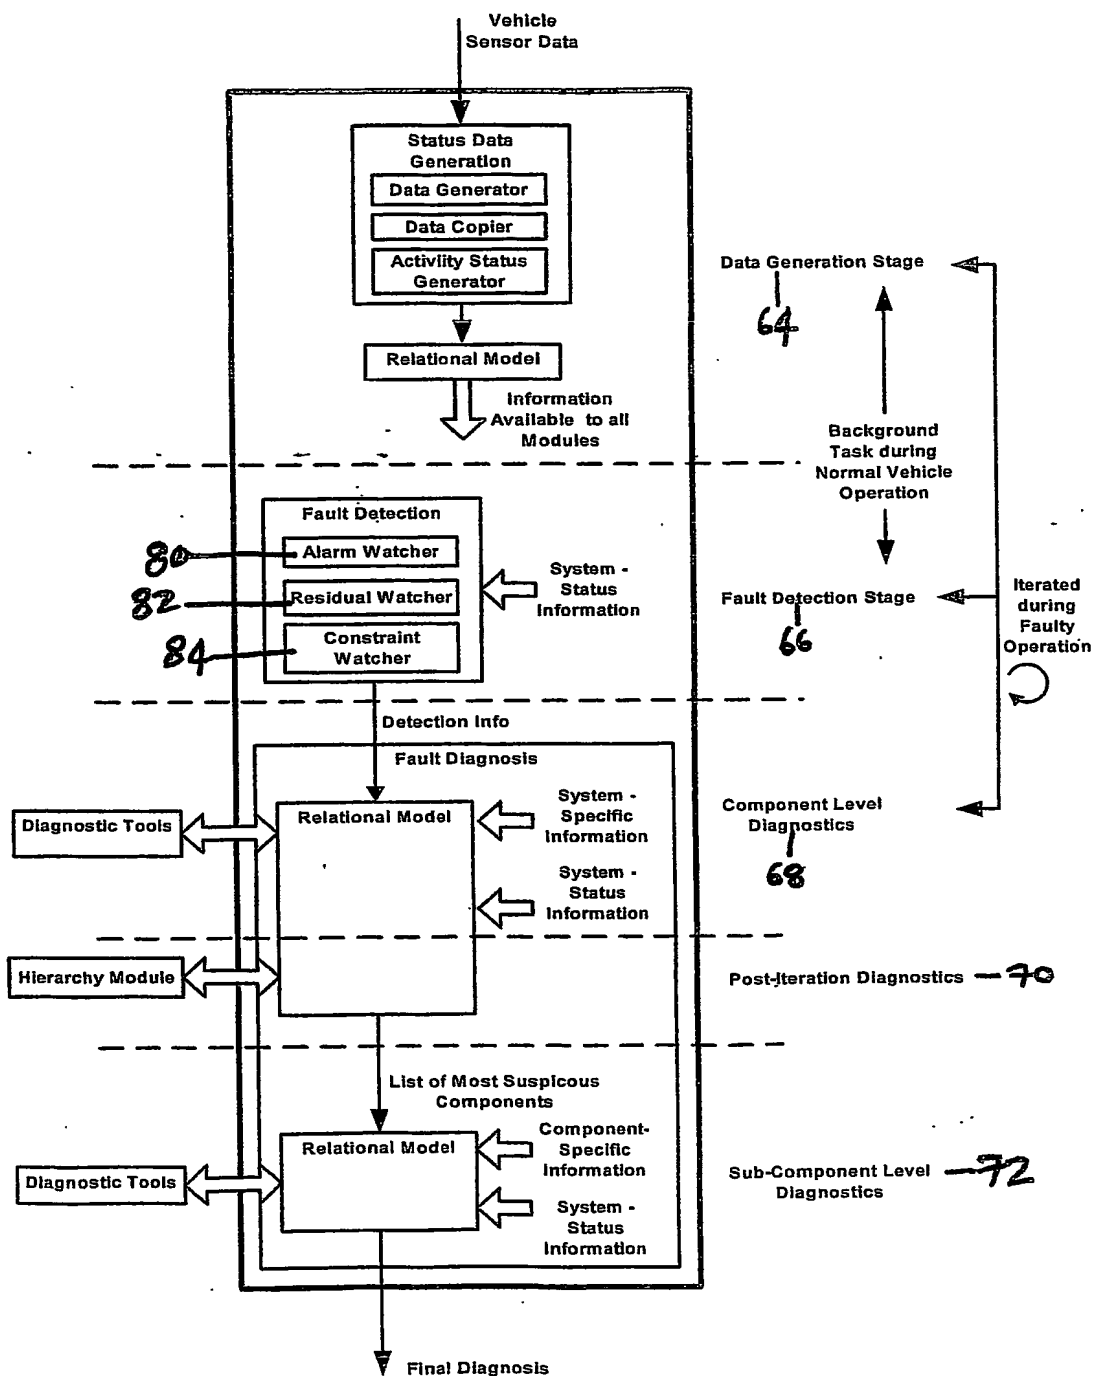 Vehicle
Sensor Data
Status Data
Generation
Data Generator
Data Copier
Activlity Status
Generator
Data Generation Stage
64
Relational Model
Information
Available to all
Modules
Background
Task during
Normal Vehicle
Operation
Fault Detection
80
Alarm Watcher
82
Residual Watcher
84
Constraint
Watcher
System -
Status
Information
Fault Detection Stage
66
Iterated
during
Faulty
Operation
Detection Info
Fault Diagnosis
Diagnostic Tools
Relational Model
System -
Specific
Information
System -
Status
Information
Component Level
Diagnostics
68
Hierarchy Module
Post-Iteration Diagnostics
70
List of Most Suspicous
Components
Relational Model
Diagnostic Tools
Component-
Specific
Information
System -
Status
Information
Sub-Component Level
Diagnostics
72
Final Diagnosis